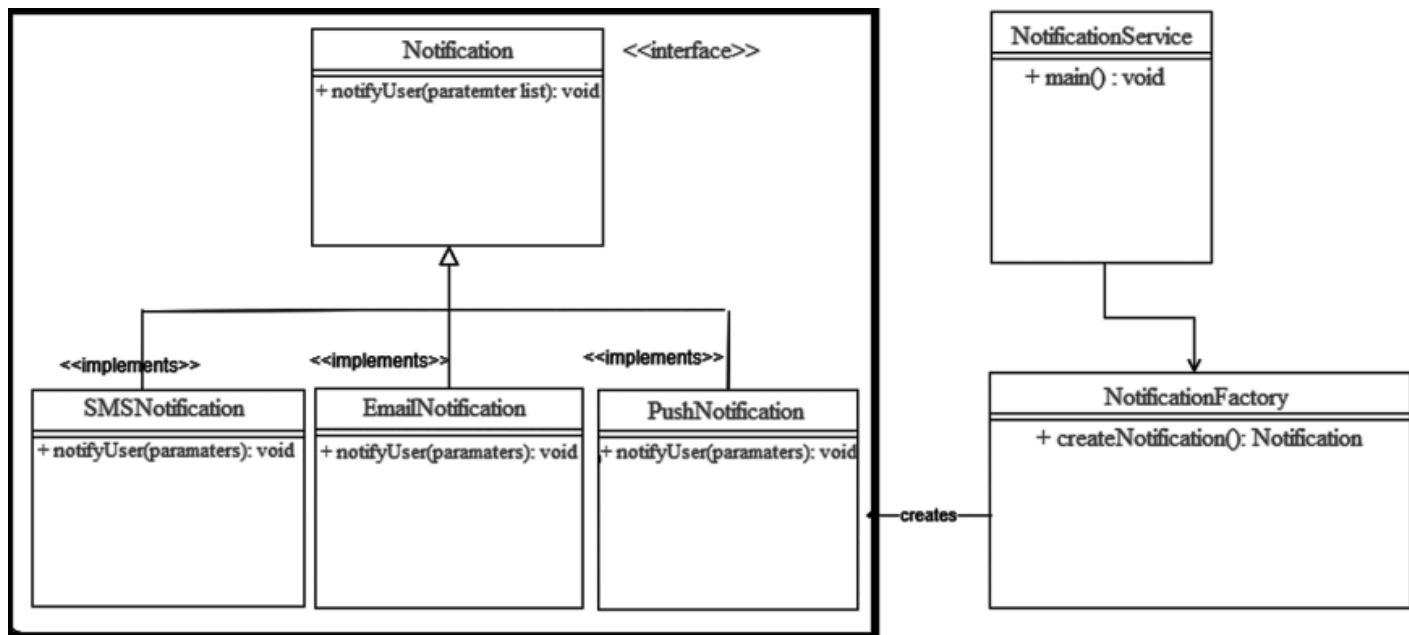 Notification
<<interface>>
+ notifyUser(paratemter list): void
<<implements>>
<<implements>>
<<implements>>
SMSNotification
+ notifyUser(paramaters): void
EmailNotification
+ notifyUser(paramaters): void
PushNotification
+ notifyUser(paramaters): void
NotificationService
+ main() : void
NotificationFactory
+ createNotification(): Notification
creates